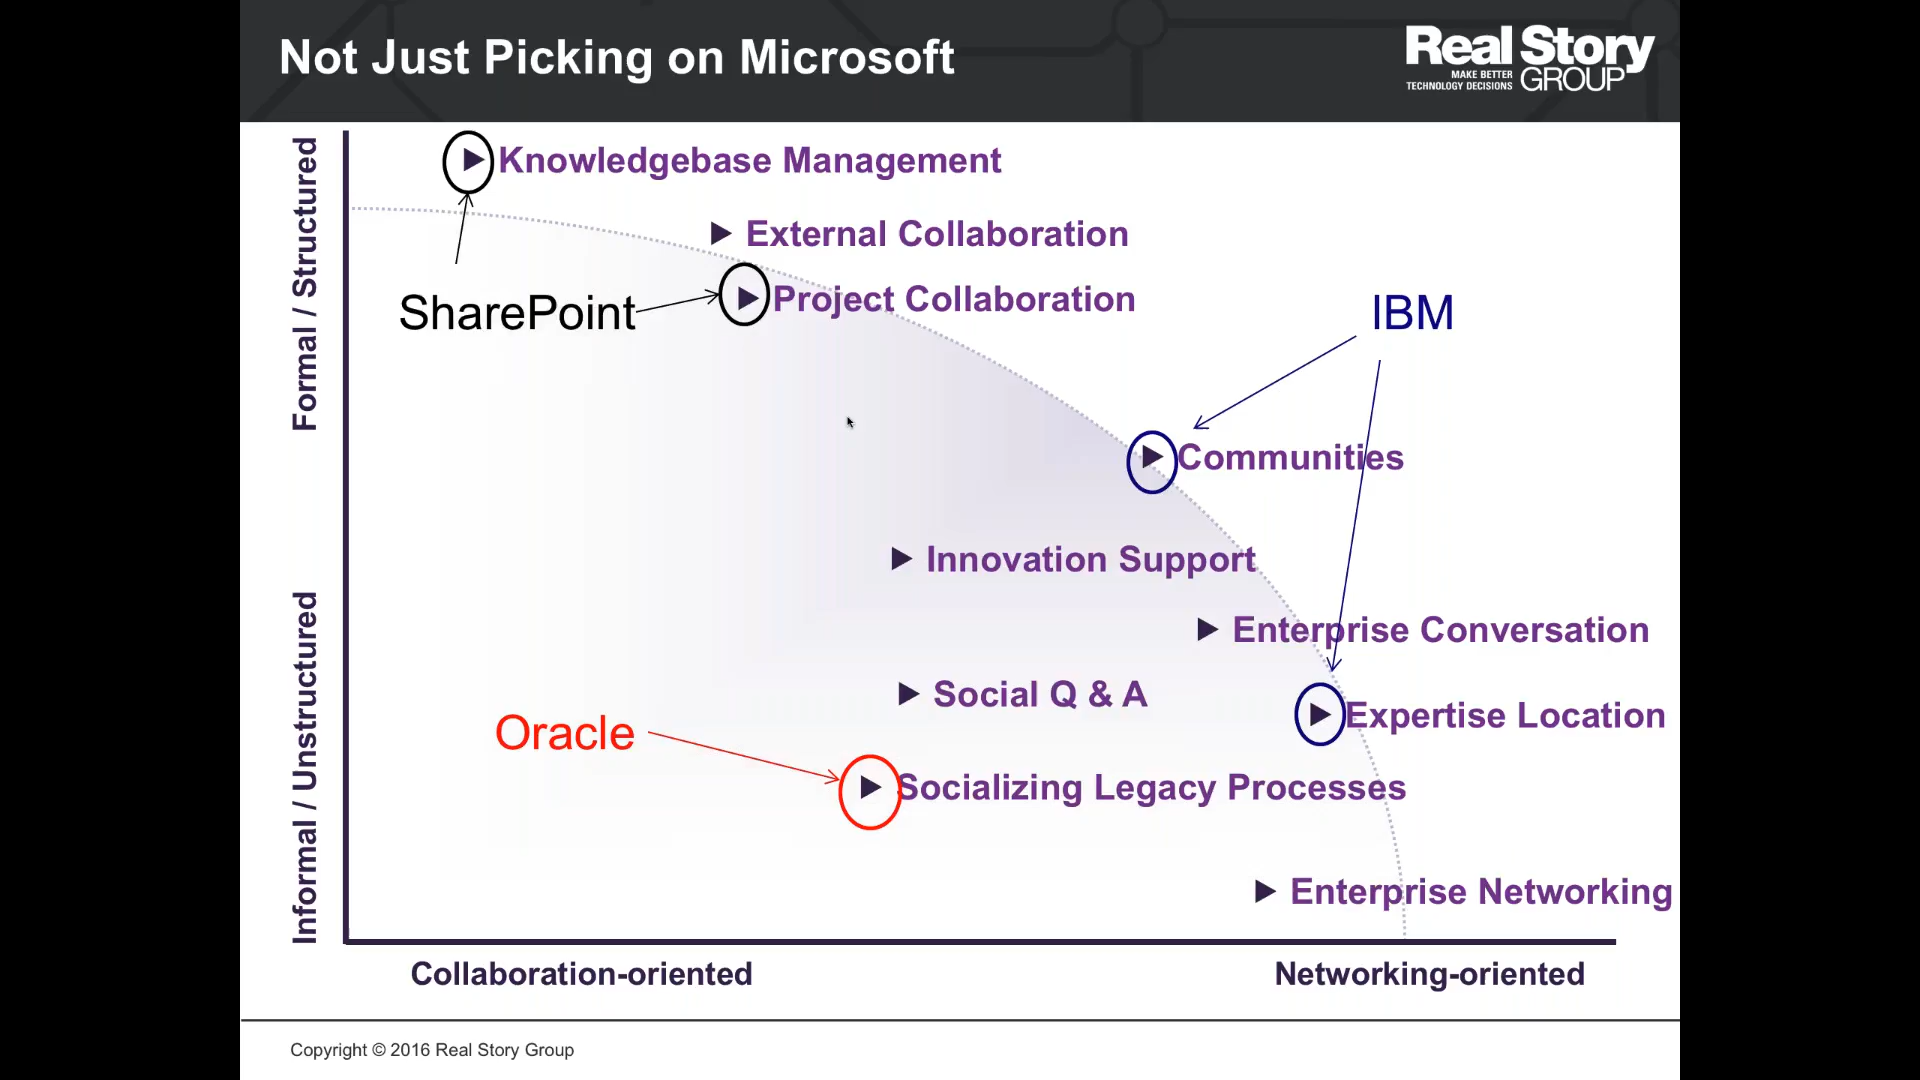 Not Just Picking on Microsoft
Real Story
MAKE BETTER
TECHNOLOGY DECISIONS
GROUP
Formal / Structured
Informal / Unstructured
Knowledgebase Management
External Collaboration
Project Collaboration
SharePoint
IBM
Communities
Innovation Support
Enterprise Conversation
Social Q & A
Expertise Location
Oracle
Socializing Legacy Processes
Enterprise Networking
Collaboration-oriented
Networking-oriented
Copyright © 2016 Real Story Group